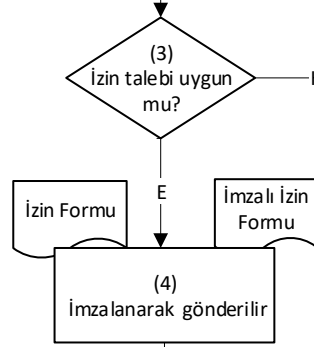 (3)
İzin talebi uygun
mu?
E
İzin Formu
İmzalı İzin
Formu
(4)
İmzalanarak gönderilir